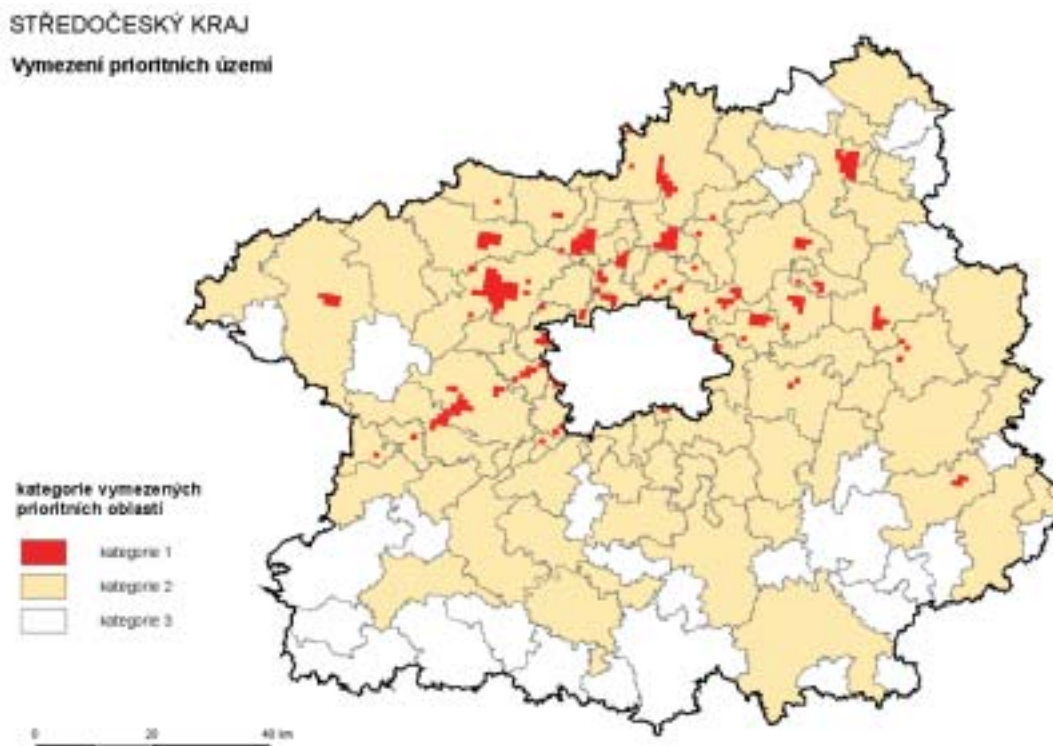 STŘEDOČESKÝ KRAJ
Vymezení prioritních území
kategorie vymezených
prioritních oblastí
kategorie 1
kategorie 2
kategorie 3
0 20 40 km